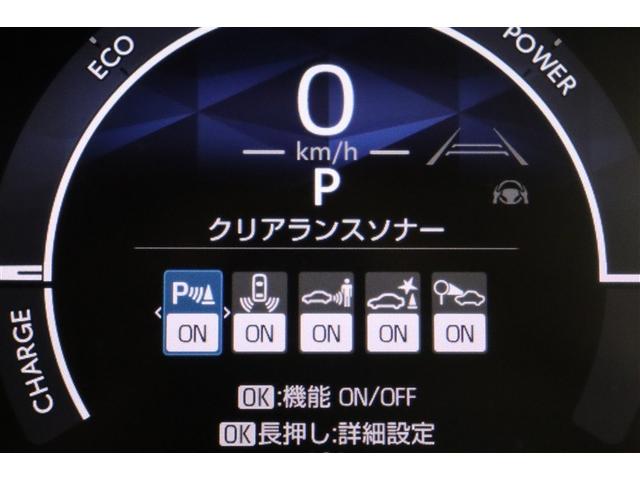 ECO
POWER
0
km/h
P
クリアランスソナー
P
ON ON ON ON ON
CHARGE
OK:機能 ON/OFF
OK長押し:詳細設定